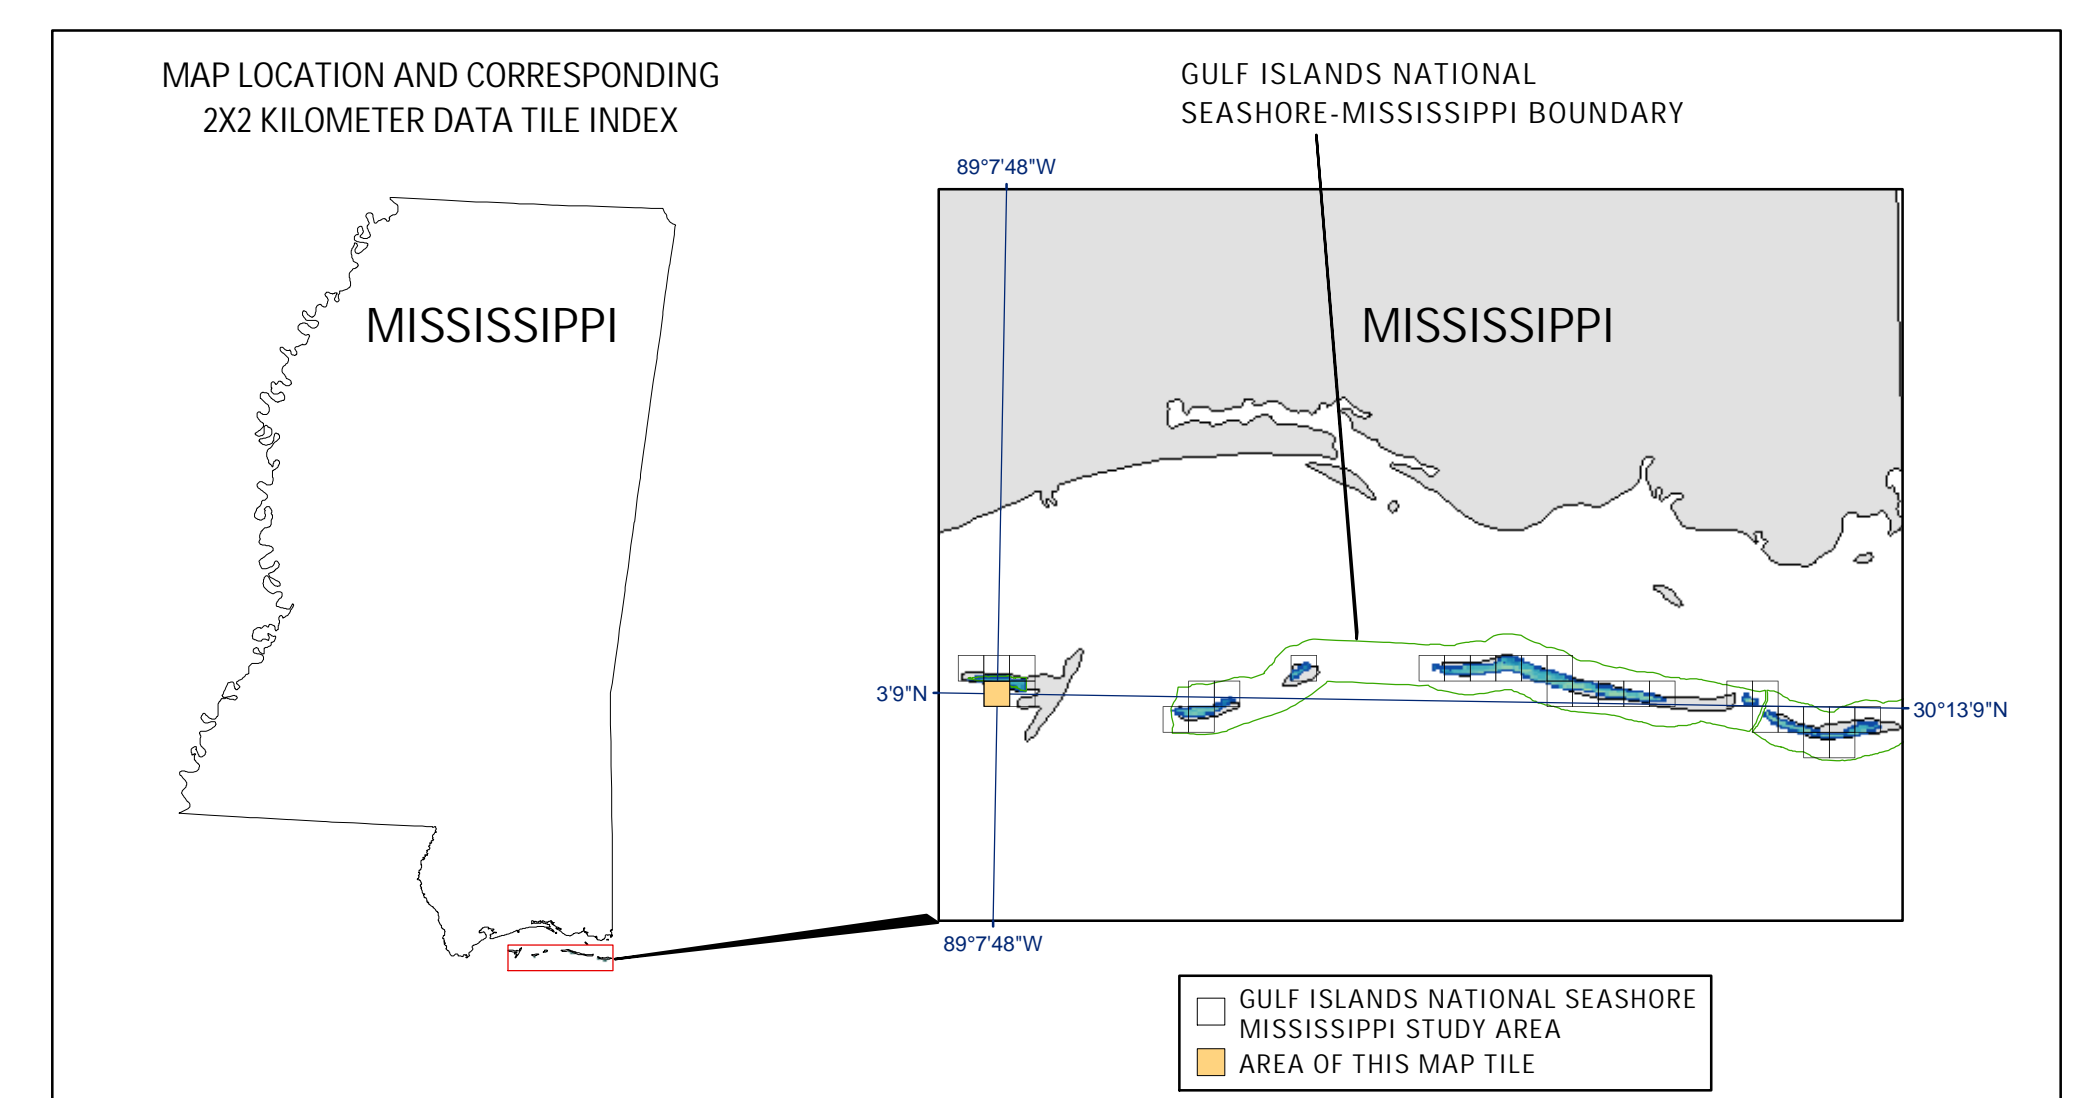 MAP LOCATION AND CORRESPONDING
2X2 KILOMETER DATA TILE INDEX
GULF ISLANDS NATIONAL
SEASHORE-MISSISSIPPI BOUNDARY
89°7'48"W
MISSISSIPPI
MISSISSIPPI
3'9"N
30°13'9"N
89°7'48"W
GULF ISLANDS NATIONAL SEASHORE
MISSISSIPPI STUDY AREA
AREA OF THIS MAP TILE